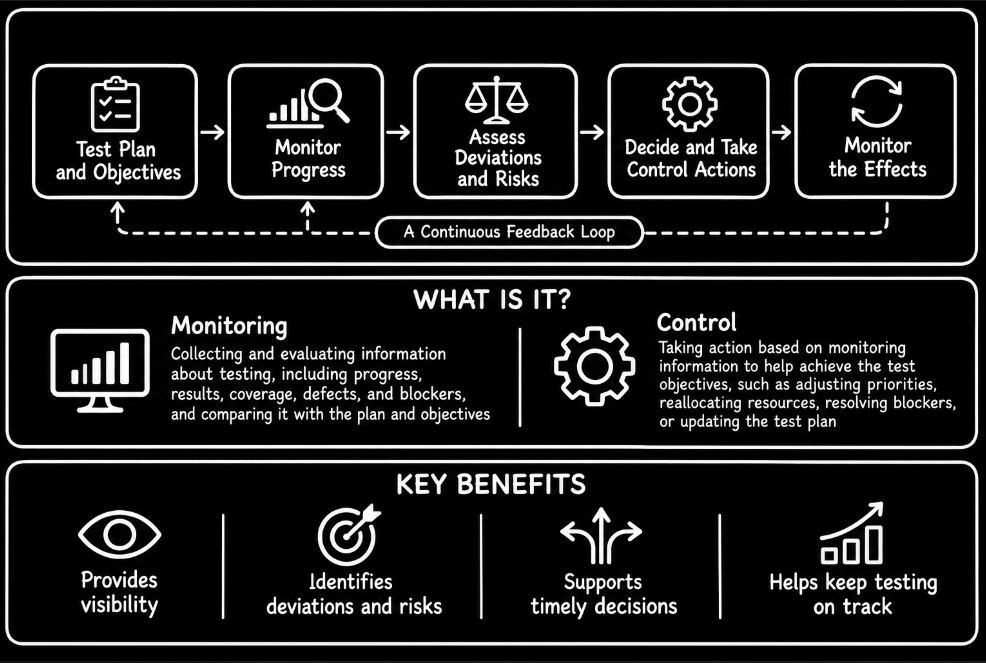 Test Plan
and Objectives
Monitor
Progress
Assess
Deviations
and Risks
Decide and Take
Control Actions
Monitor
the Effects
A Continuous Feedback Loop
WHAT IS IT?
Monitoring
Collecting and evaluating information
about testing, including progress,
results, coverage, defects, and blockers,
and comparing it with the plan and objectives
Control
Taking action based on monitoring
information to help achieve the test
objectives, such as adjusting priorities,
reallocating resources, resolving blockers,
or updating the test plan
KEY BENEFITS
Provides
visibility
Identifies
deviations and risks
Supports
timely decisions
Helps keep testing
on track